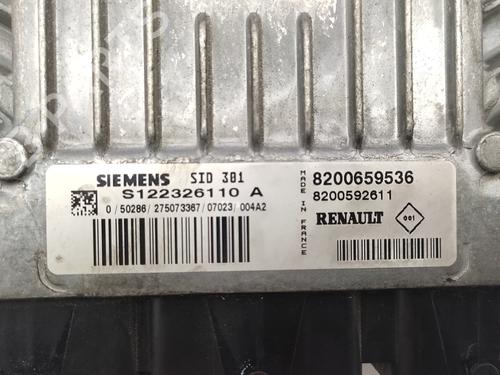 SIEMENS SID 301
S122326110 A
0 / 50286 / 275073367 / 07023 / 004A2
MADE IN FRANCE
8200659536
8200592611
RENAULT
001